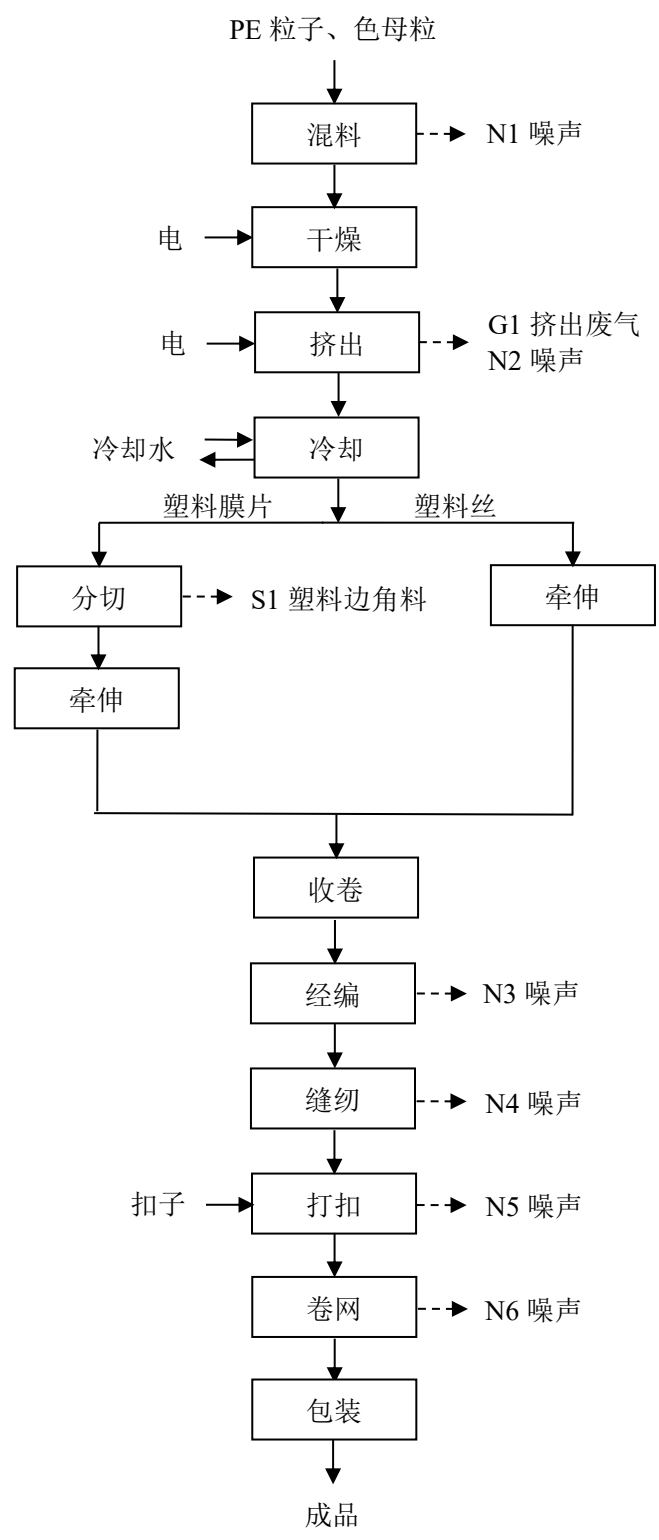 PE 粒子、色母粒
混料
N1 噪声
电
干燥
电
挤出
G1 挤出废气
N2 噪声
冷却水
冷却
塑料膜片
塑料丝
分切
S1 塑料边角料
牵伸
牵伸
收卷
经编
N3 噪声
缝纫
N4 噪声
扣子
打扣
N5 噪声
卷网
N6 噪声
包装
成品